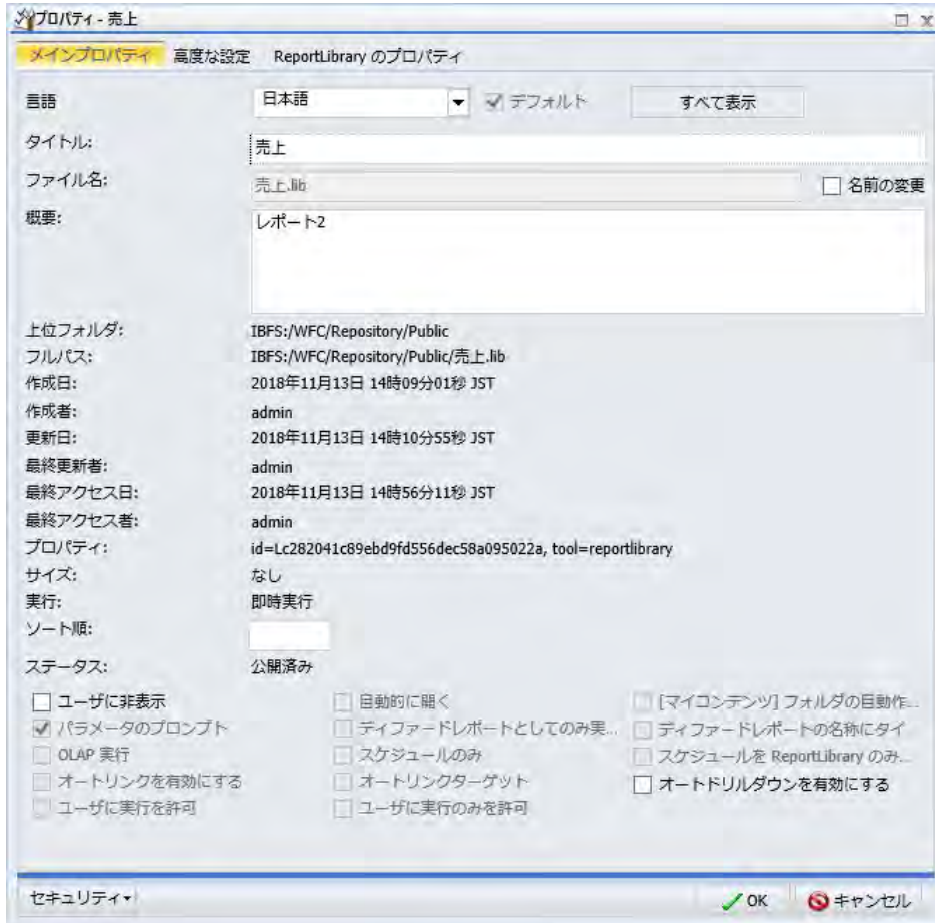 プロパティ - 売上
メインプロパティ 高度な設定 ReportLibrary のプロパティ
言語 日本語 デフォルト すべて表示
タイトル: 売上
ファイル名: 売上.lib 名前の変更
概要: レポート2
上位フォルダ: IBFS:/WFC/Repository/Public
フルパス: IBFS:/WFC/Repository/Public/売上.lib
作成日: 2018年11月13日 14時09分01秒 JST
作成者: admin
更新日: 2018年11月13日 14時10分55秒 JST
最終更新者: admin
最終アクセス日: 2018年11月13日 14時56分11秒 JST
最終アクセス者: admin
プロパティ: id=Lc282041c89ebd9fd556dec58a095022a, tool=reportlibrary
サイズ: なし
実行: 即時実行
ソート順:
ステータス: 公開済み
ユーザに非表示 自動的に開く [マイコンテンツ] フォルダの自動作...
パラメータのプロンプト ディファードレポートとしてのみ実... ディファードレポートの名称にタイ
OLAP 実行 スケジュールのみ スケジュールを ReportLibrary のみ...
オートリンクを有効にする オートリンクターゲット オートドリルダウンを有効にする
ユーザに実行を許可 ユーザに実行のみを許可
セキュリティ OK キャンセル